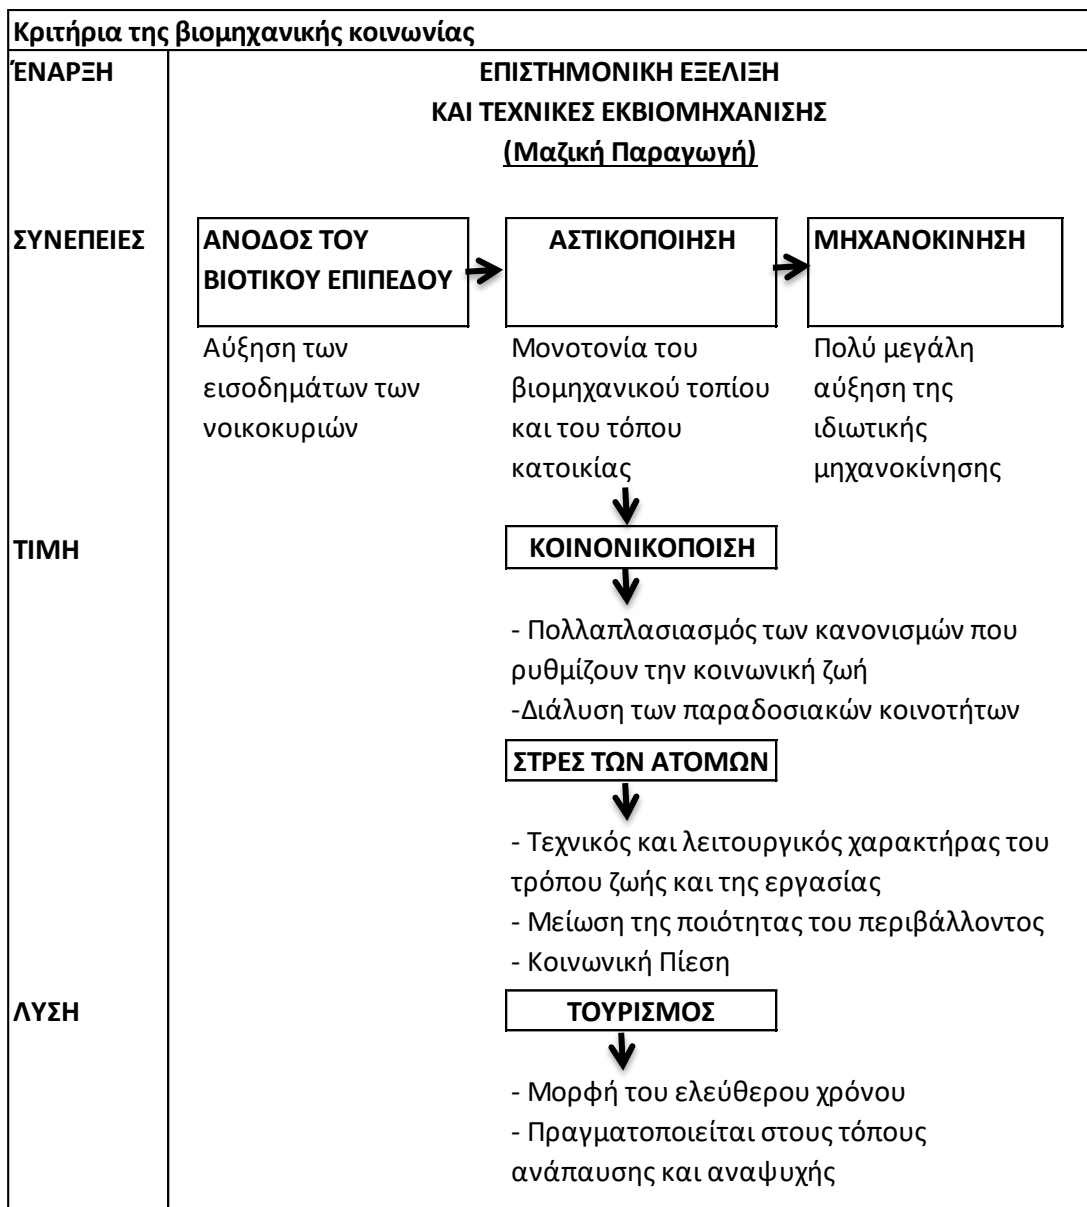 Κριτήρια της βιομηχανικής κοινωνίας
ΈΝΑΡΞΗ
ΕΠΙΣΤΗΜΟΝΙΚΗ ΕΞΕΛΙΞΗ
ΚΑΙ ΤΕΧΝΙΚΕΣ ΕΚΒΙΟΜΗΧΑΝΙΣΗΣ
(Μαζική Παραγωγή)
ΣΥΝΕΠΕΙΕΣ
ΑΝΟΔΟΣ ΤΟΥ
ΒΙΟΤΙΚΟΥ ΕΠΙΠΕΔΟΥ
ΑΣΤΙΚΟΠΟΙΗΣΗ
ΜΗΧΑΝΟΚΙΝΗΣΗ
Αύξηση των
εισοδημάτων των
νοικοκυριών
Μονοτονία του
βιομηχανικού τοπίου
και του τόπου
κατοικίας
Πολύ μεγάλη
αύξηση της
ιδιωτικής
μηχανοκίνησης
ΤΙΜΗ
ΚΟΙΝΟΝΙΚΟΠΟΙΣΗ
- Πολλαπλασιασμός των κανονισμών που
ρυθμίζουν την κοινωνική ζωή
-Διάλυση των παραδοσιακών κοινοτήτων
ΣΤΡΕΣ ΤΩΝ ΑΤΟΜΩΝ
- Τεχνικός και λειτουργικός χαρακτήρας του
τρόπου ζωής και της εργασίας
- Μείωση της ποιότητας του περιβάλλοντος
- Κοινωνική Πίεση
ΛΥΣΗ
ΤΟΥΡΙΣΜΟΣ
- Μορφή του ελεύθερου χρόνου
- Πραγματοποιείται στους τόπους
ανάπαυσης και αναψυχής